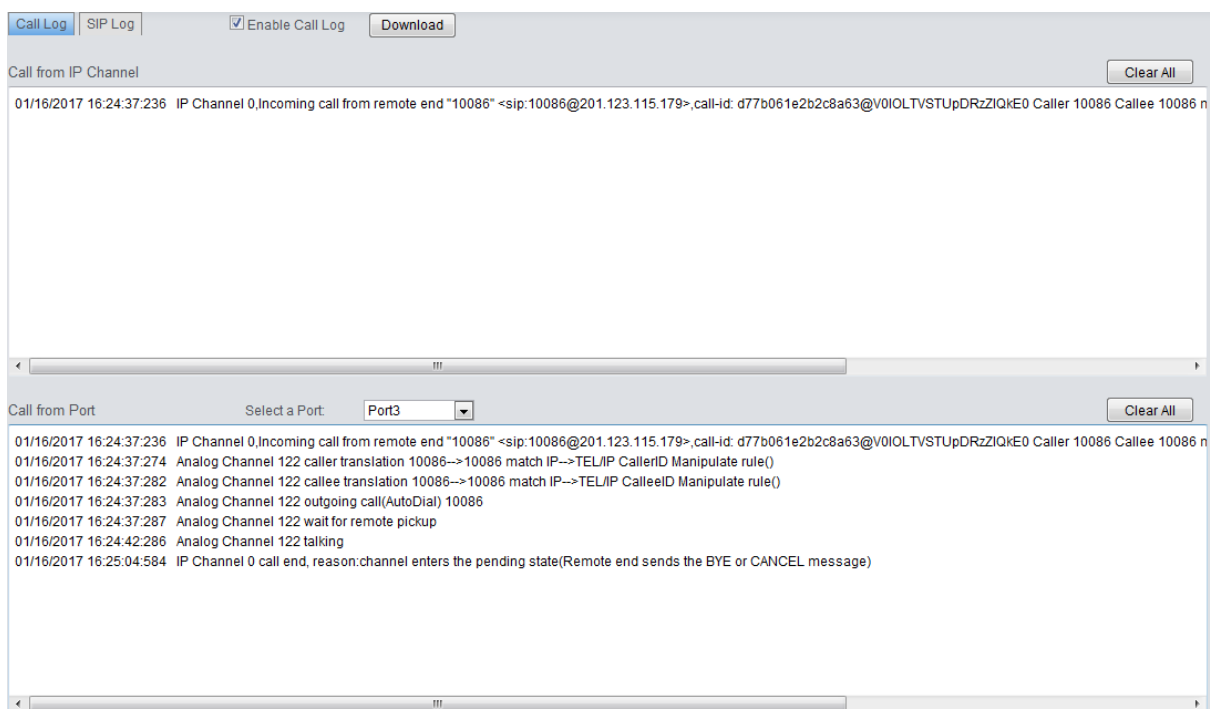 Call Log SIP Log Enable Call Log Download
Call from IP Channel Clear All
01/16/2017 16:24:37:236 IP Channel 0,Incoming call from remote end "10086" <sip:10086@201.123.115.179>,call-id: d77b061e2b2c8a63@V0lOLTVSTUpDRzZlQkE0 Caller 10086 Callee 10086 m
Call from Port Select a Port: Port3 Clear All
01/16/2017 16:24:37:236 IP Channel 0,Incoming call from remote end "10086" <sip:10086@201.123.115.179>,call-id: d77b061e2b2c8a63@V0lOLTVSTUpDRzZlQkE0 Caller 10086 Callee 10086 m
01/16/2017 16:24:37:274 Analog Channel 122 caller translation 10086-->10086 match IP-->TEL/IP CallerID Manipulate rule()
01/16/2017 16:24:37:282 Analog Channel 122 callee translation 10086-->10086 match IP-->TEL/IP CalleeID Manipulate rule()
01/16/2017 16:24:37:283 Analog Channel 122 outgoing call(AutoDial) 10086
01/16/2017 16:24:37:287 Analog Channel 122 wait for remote pickup
01/16/2017 16:24:42:286 Analog Channel 122 talking
01/16/2017 16:25:04:584 IP Channel 0 call end, reason:channel enters the pending state(Remote end sends the BYE or CANCEL message)